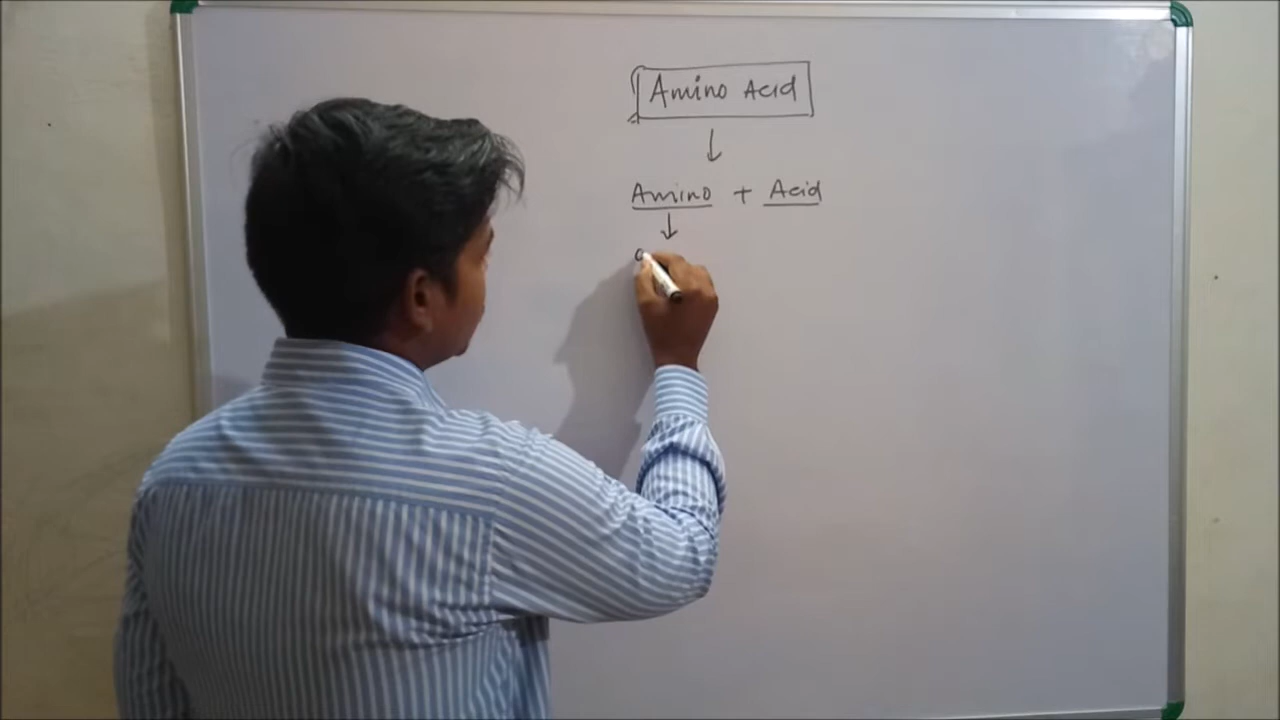 Amino Acid
↓
Amino + Acid
↓